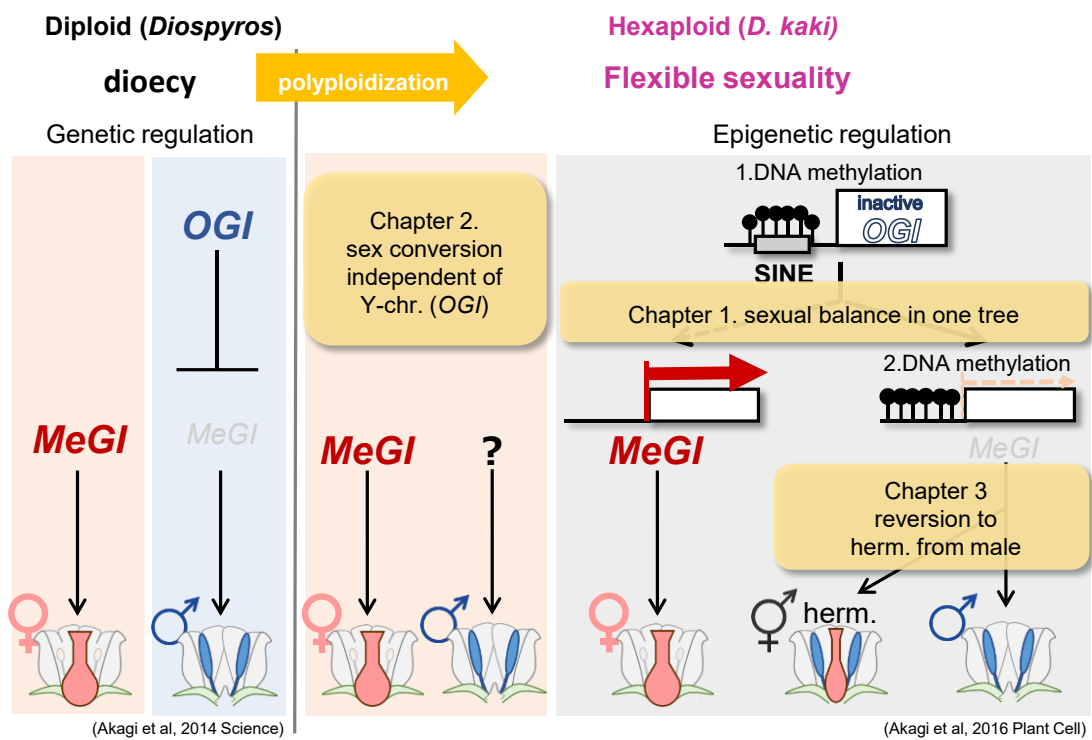 Diploid (Diospyros)
Hexaploid (D. kaki)
dioecy
polyploidization
Flexible sexuality
Genetic regulation
Epigenetic regulation
1.DNA methylation
OGI
Chapter 2.
sex conversion
independent of
Y-chr. (OGI)
inactive
OGI
SINE
Chapter 1. sexual balance in one tree
2.DNA methylation
MeGI
MeGI
MeGI
?
MeGI
MeGI
Chapter 3
reversion to
herm. from male
♀
♂
♀
♂
♀
⚥
herm.
♂
(Akagi et al, 2014 Science)
(Akagi et al, 2016 Plant Cell)